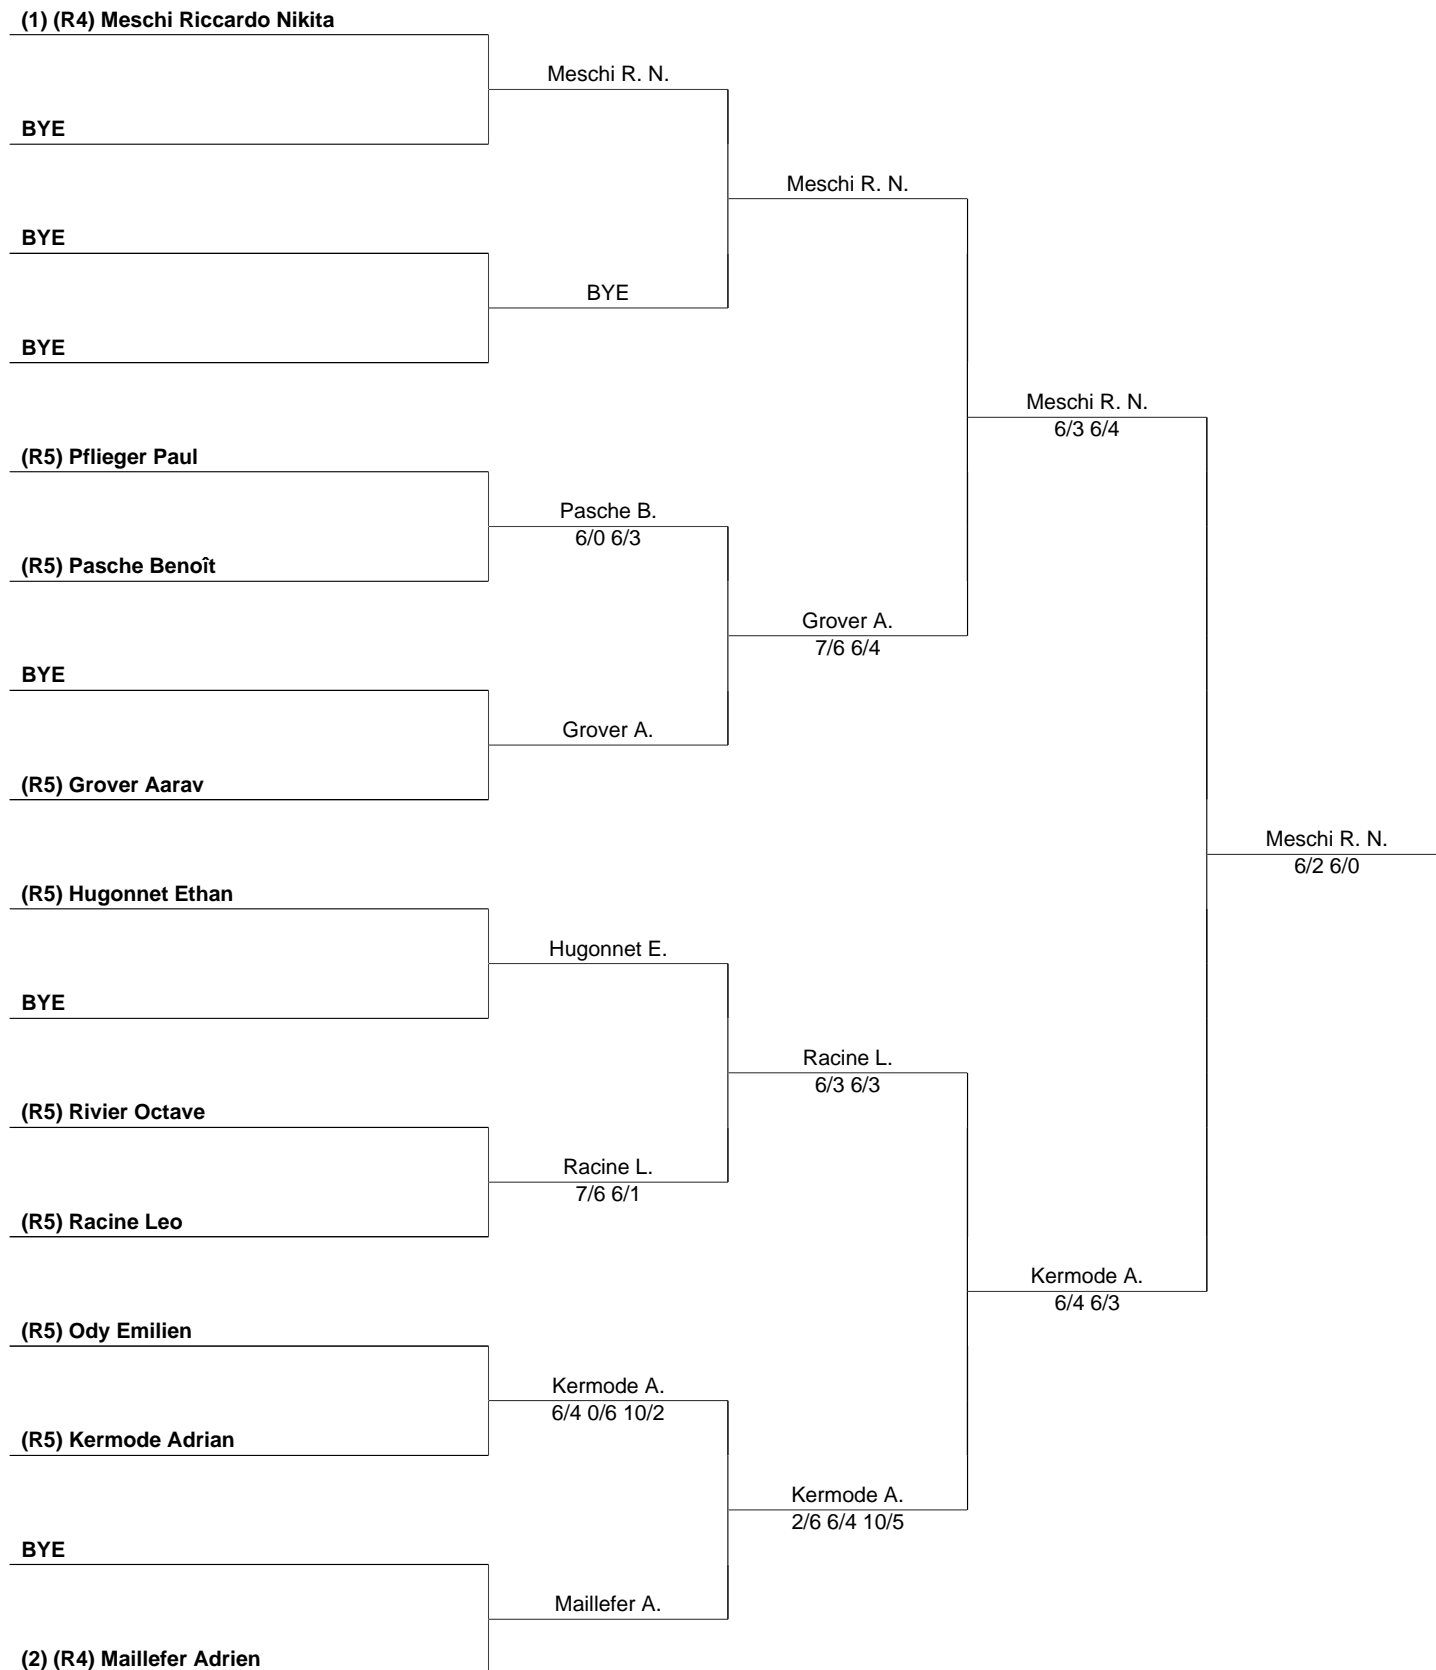 (1) (R4) Meschi Riccardo Nikita
Meschi R. N.
BYE
Meschi R. N.
BYE
BYE
BYE
Meschi R. N.
6/3 6/4
(R5) Pflieger Paul
Pasche B.
6/0 6/3
(R5) Pasche Benoît
Grover A.
7/6 6/4
BYE
Grover A.
(R5) Grover Aarav
Meschi R. N.
6/2 6/0
(R5) Hugonnet Ethan
Hugonnet E.
BYE
Racine L.
6/3 6/3
(R5) Rivier Octave
Racine L.
7/6 6/1
(R5) Racine Leo
Kermode A.
6/4 6/3
(R5) Ody Emilien
Kermode A.
6/4 0/6 10/2
(R5) Kermode Adrian
Kermode A.
2/6 6/4 10/5
BYE
Maillefer A.
(2) (R4) Maillefer Adrien